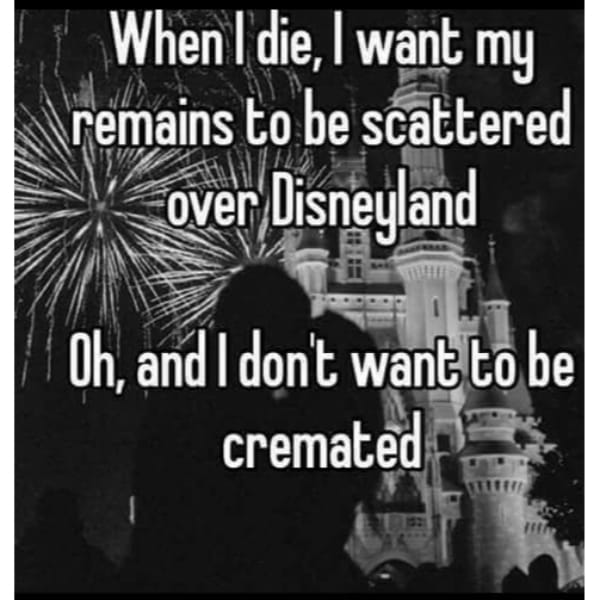 When I die, I want my
remains to be scattered
over Disneyland
Oh, and I don't want to be
cremated